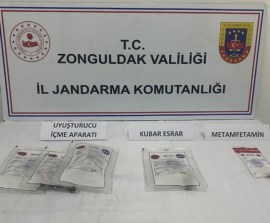 T.C.
ZONGULDAK VALİLİĞİ
İL JANDARMA KOMUTANLIĞI
UYUŞTURUCU
İÇME APARATI
KUBAR ESRAR
METAMFETAMİN